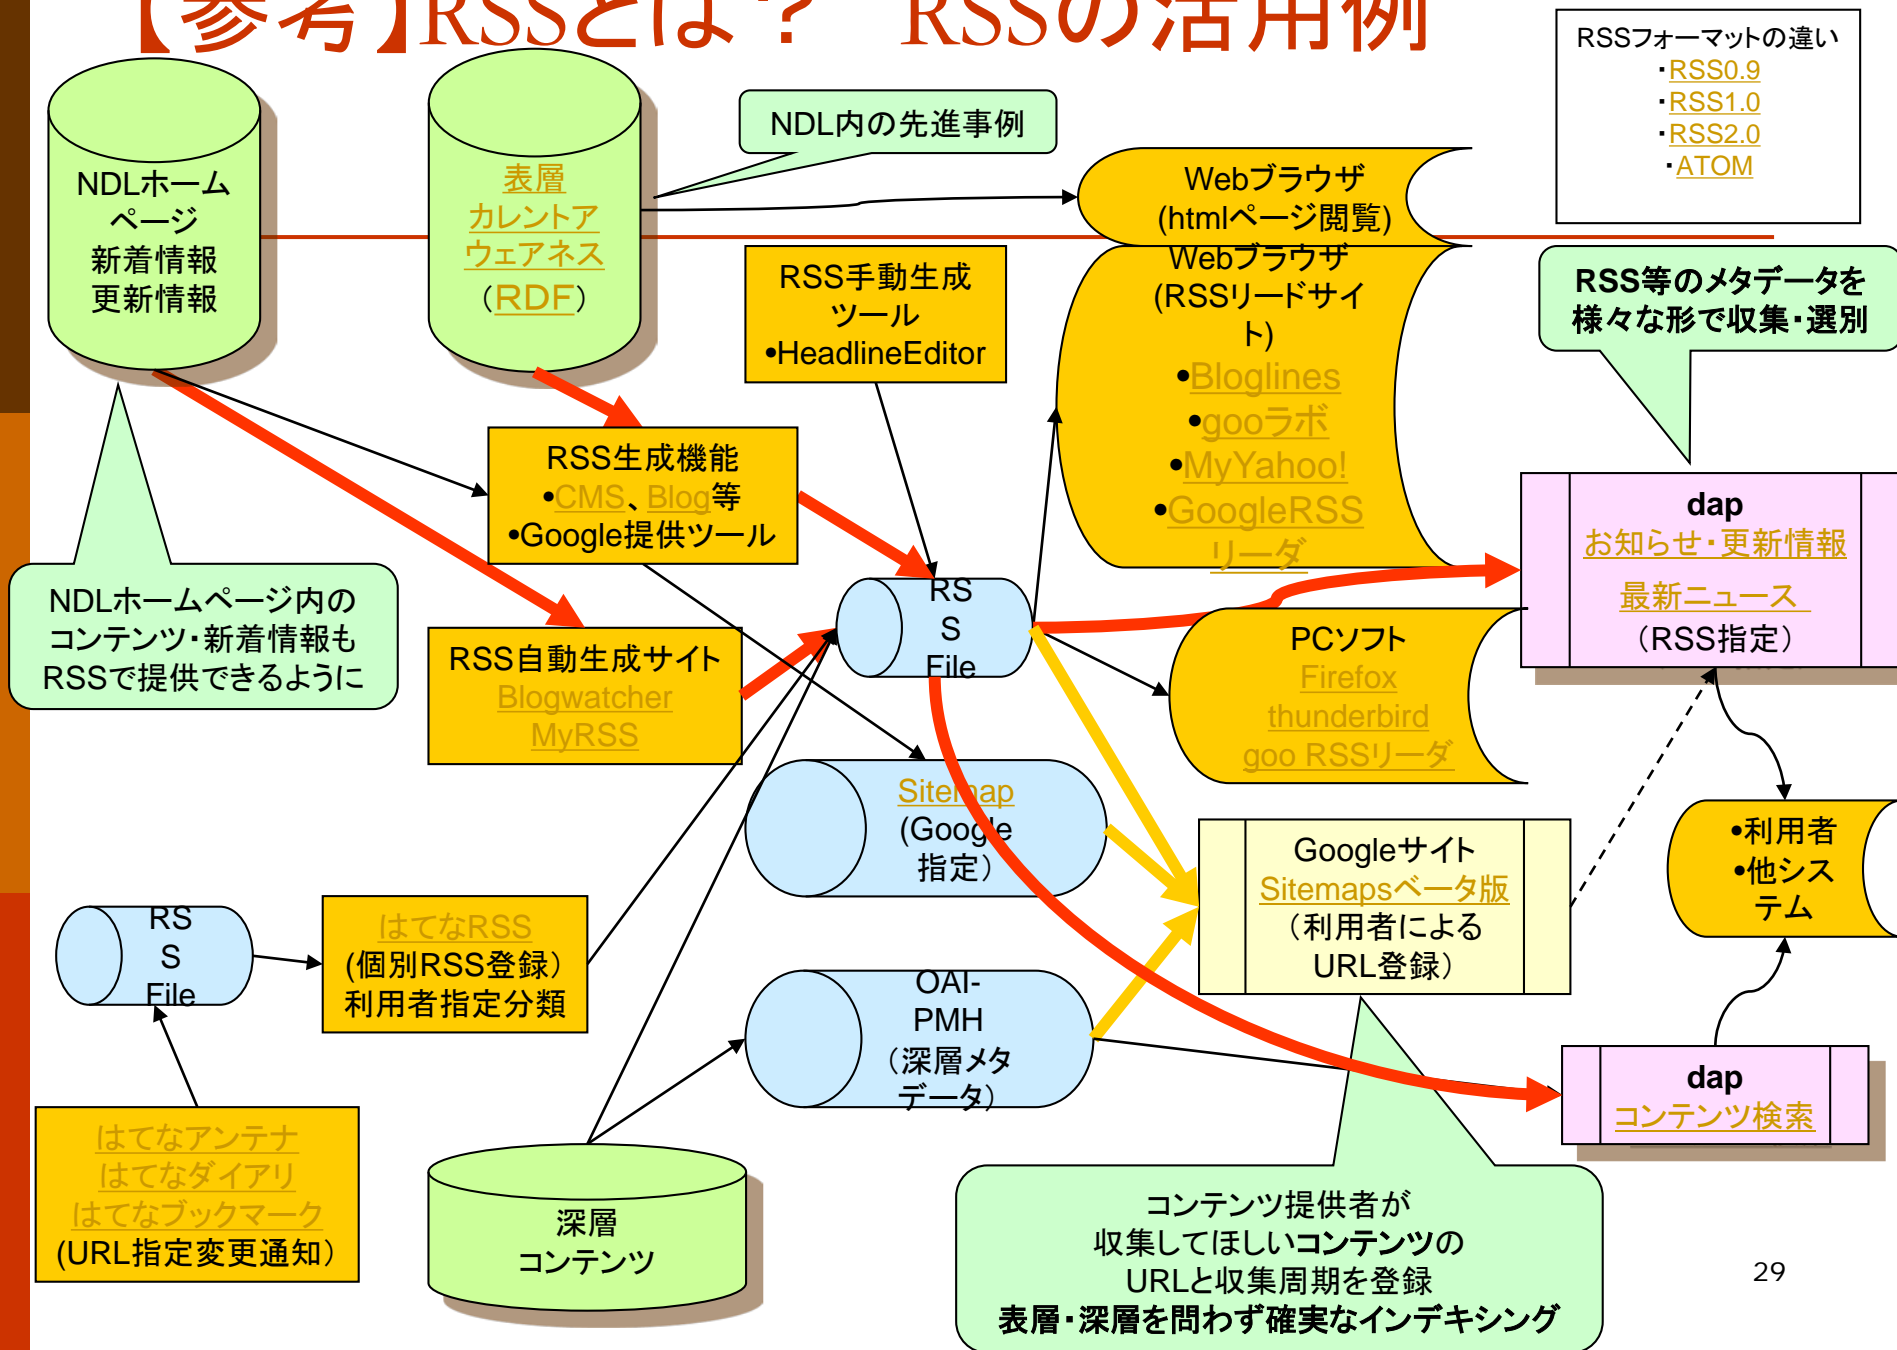 【参考】RSSとは？　RSSの活用例
RSSフォーマットの違い
・RSS0.9
・RSS1.0
・RSS2.0
・ATOM
NDLホーム
ページ
新着情報
更新情報
表層
カレントア
ウェアネス
（RDF）
NDL内の先進事例
Webブラウザ
(htmlページ閲覧)
Webブラウザ
(RSSリードサイ
ト)
•Bloglines
•gooラボ
•MyYahoo!
•GoogleRSS
リーダ
RSS手動生成
ツール
•HeadlineEditor
RSS等のメタデータを
様々な形で収集・選別
RSS生成機能
•CMS、Blog等
•Google提供ツール
dap
お知らせ・更新情報
最新ニュース
（RSS指定）
NDLホームページ内の
コンテンツ・新着情報も
RSSで提供できるように
RSS自動生成サイト
Blogwatcher
MyRSS
RS
S
File
PCソフト
Firefox
thunderbird
goo RSSリーダ
Sitemap
(Google
指定）
Googleサイト
Sitemapsベータ版
（利用者による
URL登録）
•利用者
•他シス
テム
RS
S
File
はてなRSS
(個別RSS登録）
利用者指定分類
OAI-
PMH
（深層メタ
データ）
dap
コンテンツ検索
はてなアンテナ
はてなダイアリ
はてなブックマーク
(URL指定変更通知）
深層
コンテンツ
コンテンツ提供者が
収集してほしいコンテンツの
URLと収集周期を登録
表層・深層を問わず確実なインデキシング
29